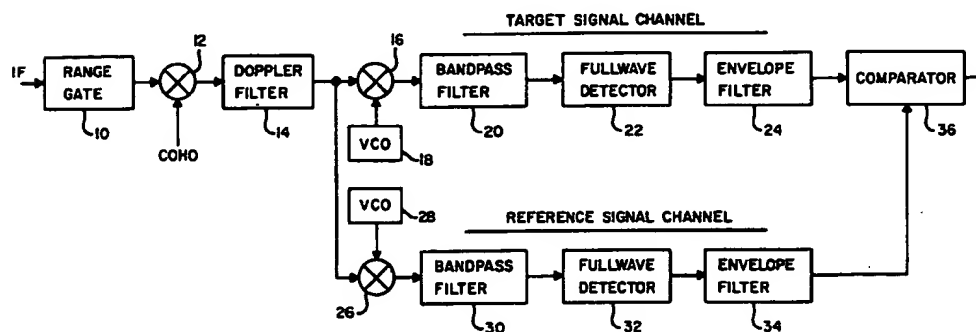 TARGET SIGNAL CHANNEL
IF
RANGE
GATE
10
12
COHO
DOPPLER
FILTER
14
16
VCO
18
BANDPASS
FILTER
20
FULLWAVE
DETECTOR
22
ENVELOPE
FILTER
24
COMPARATOR
36
VCO
28
REFERENCE SIGNAL CHANNEL
26
BANDPASS
FILTER
30
FULLWAVE
DETECTOR
32
ENVELOPE
FILTER
34